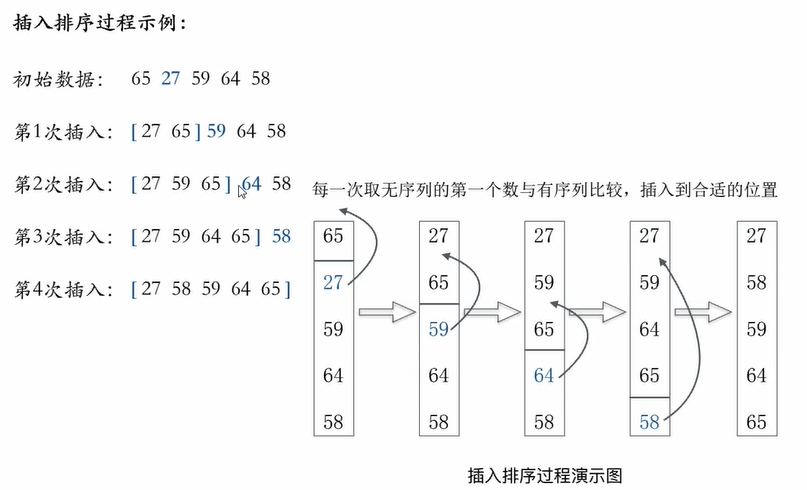 插入排序过程示例：
初始数据： 65 27 59 64 58
第1次插入： [ 27 65 ] 59 64 58
第2次插入： [ 27 59 65 ] 64 58
第3次插入： [ 27 59 64 65 ] 58
第4次插入： [ 27 58 59 64 65 ]
每一次取无序列的第一个数与有序列比较，插入到合适的位置
65 27 27 27 27
27 65 59 59 58
59 59 65 64 59
64 64 64 65 64
58 58 58 58 65
插入排序过程演示图